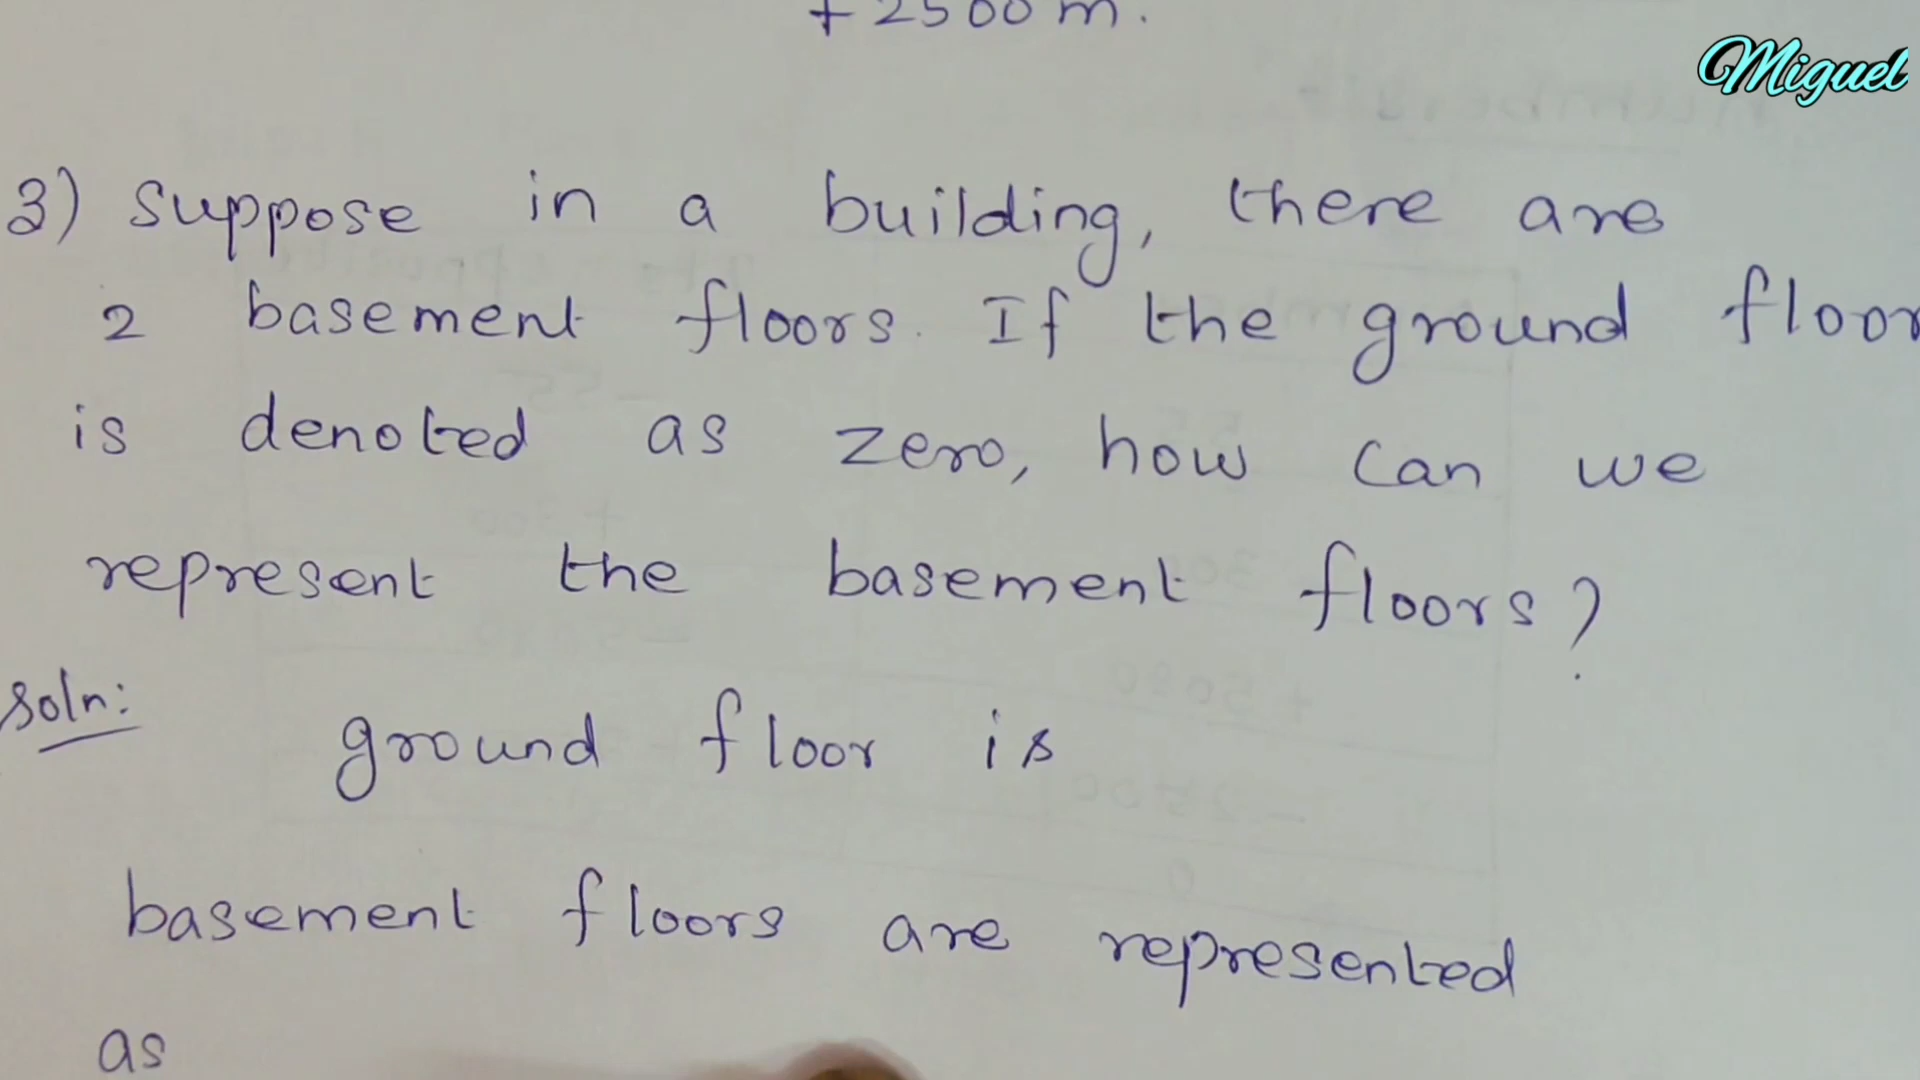 + 2500 m.
Miguel
3) Suppose in a building, there are
2 basement floors. If the ground floor
is denoted as zero, how can we
represent the basement floors?
Soln:
ground floor is
basement floors are represented
as